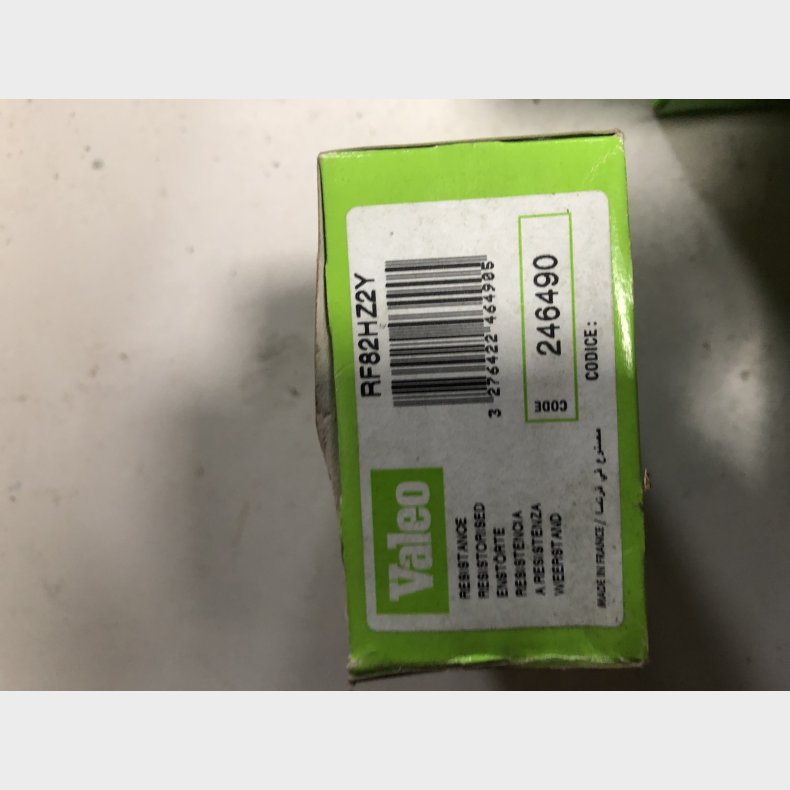 Valeo
RF82HZ2Y
3 276422 464905
CODE
246490
CODICE:
RESISTANCE
RESISTORISED
ENSTÖRTE
RESISTENCIA
A RESISTENZA
WEERSTAND
MADE IN FRANCE / مصنوع في فرنسا